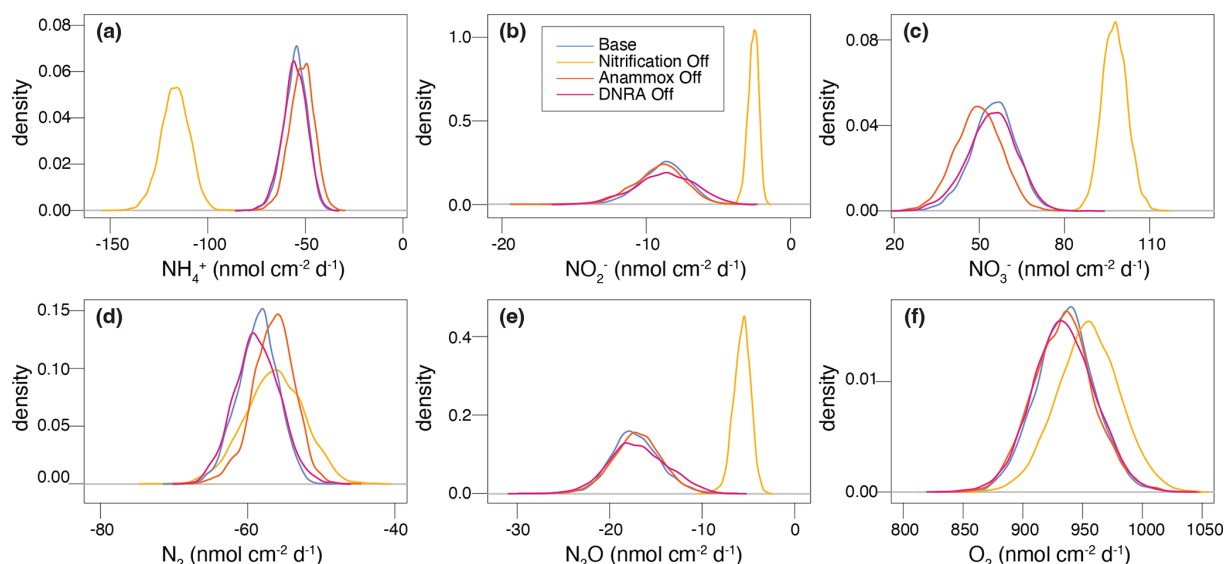 (a)
0.08
0.06
0.04
0.02
0.00
density
-150
-100
-50
0
NH₄⁺ (nmol cm⁻² d⁻¹)
(b)
Base
Nitrification Off
Anammox Off
DNRA Off
1.0
0.5
0.0
density
-20
-10
0
NO₂⁻ (nmol cm⁻² d⁻¹)
(c)
0.08
0.04
0.00
density
20
50
80
110
NO₃⁻ (nmol cm⁻² d⁻¹)
(d)
0.15
0.10
0.05
0.00
density
-80
-60
-40
N₂ (nmol cm⁻² d⁻¹)
(e)
0.4
0.2
0.0
density
-30
-20
-10
0
N₂O (nmol cm⁻² d⁻¹)
(f)
0.01
0.00
density
800
850
900
950
1000
1050
O₂ (nmol cm⁻² d⁻¹)